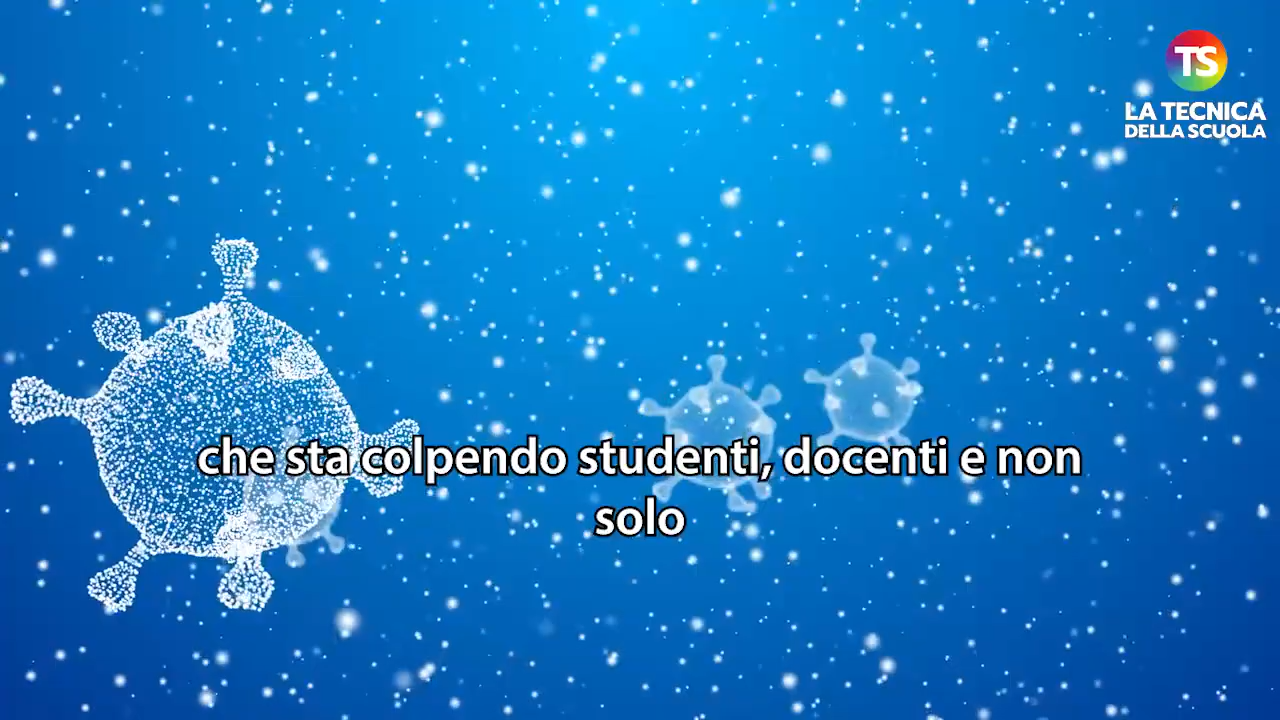 TS
LA TECNICA
DELLA SCUOLA
che sta colpendo studenti, docenti e non
solo